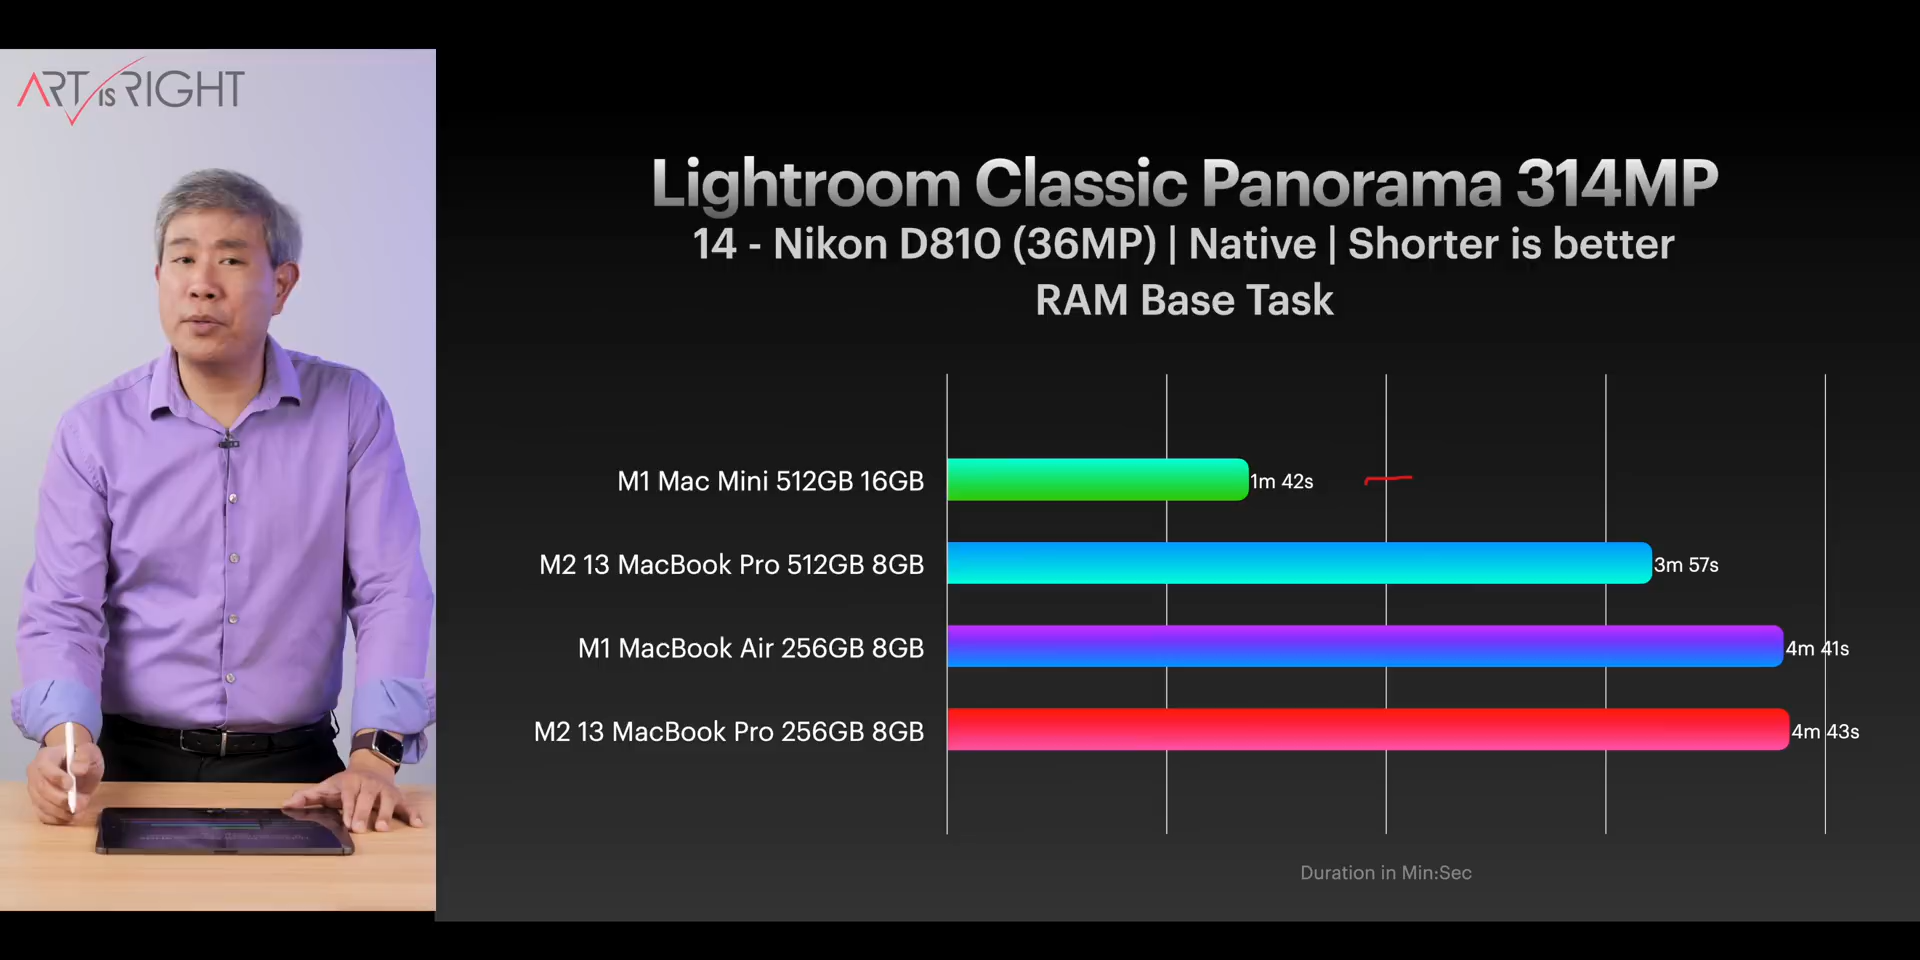 ART IS RIGHT
Lightroom Classic Panorama 314MP
14 - Nikon D810 (36MP) | Native | Shorter is better
RAM Base Task
M1 Mac Mini 512GB 16GB
1m 42s
M2 13 MacBook Pro 512GB 8GB
3m 57s
M1 MacBook Air 256GB 8GB
4m 41s
M2 13 MacBook Pro 256GB 8GB
4m 43s
Duration in Min:Sec